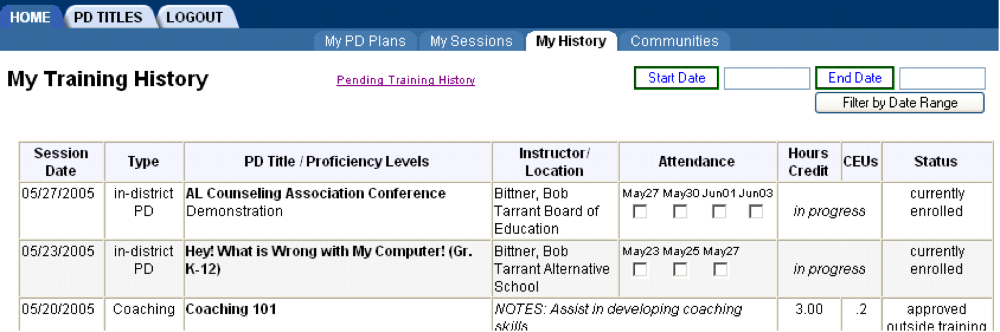 HOME PD TITLES LOGOUT
My PD Plans My Sessions My History Communities
My Training History Pending Training History Start Date End Date
Filter by Date Range
Session Date Type PD Title / Proficiency Levels Instructor/ Location Attendance Hours Credit CEUs Status
05/27/2005 in-district AL Counseling Association Conference Bittner, Bob May27 May30 Jun01 Jun03 currently
PD Demonstration Tarrant Board of in progress enrolled
Education
05/23/2005 in-district Hey! What is Wrong with My Computer! (Gr. Bittner, Bob May23 May25 May27 currently
PD K-12) Tarrant Alternative in progress enrolled
School
05/20/2005 Coaching Coaching 101 NOTES: Assist in developing coaching 3.00 .2 approved
skills outside training